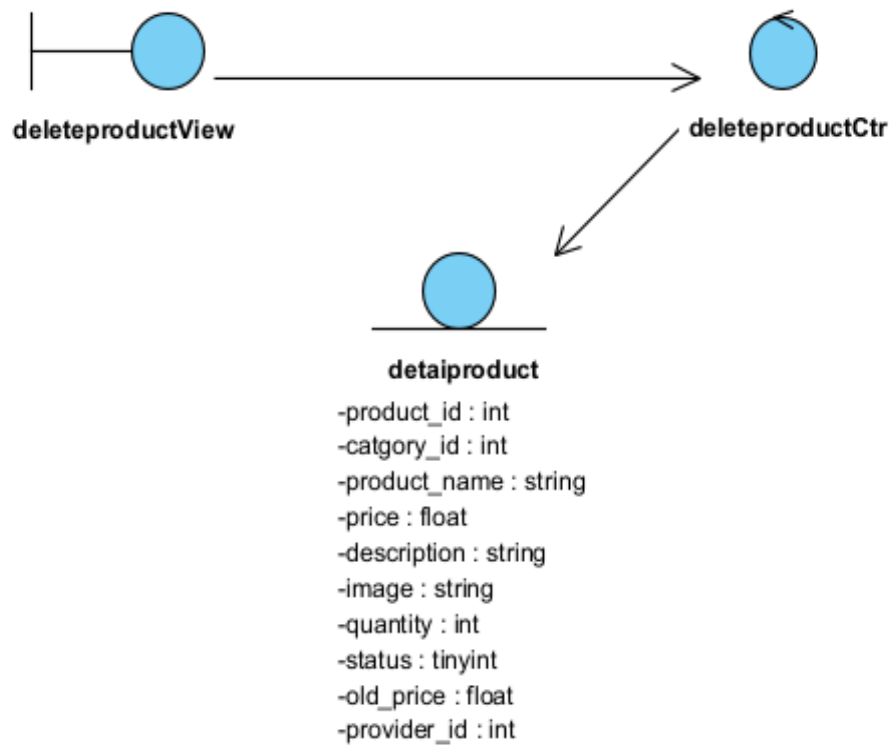 deleteproductView
deleteproductCtr
detaiproduct
-product_id : int
-catgory_id : int
-product_name : string
-price : float
-description : string
-image : string
-quantity : int
-status : tinyint
-old_price : float
-provider_id : int